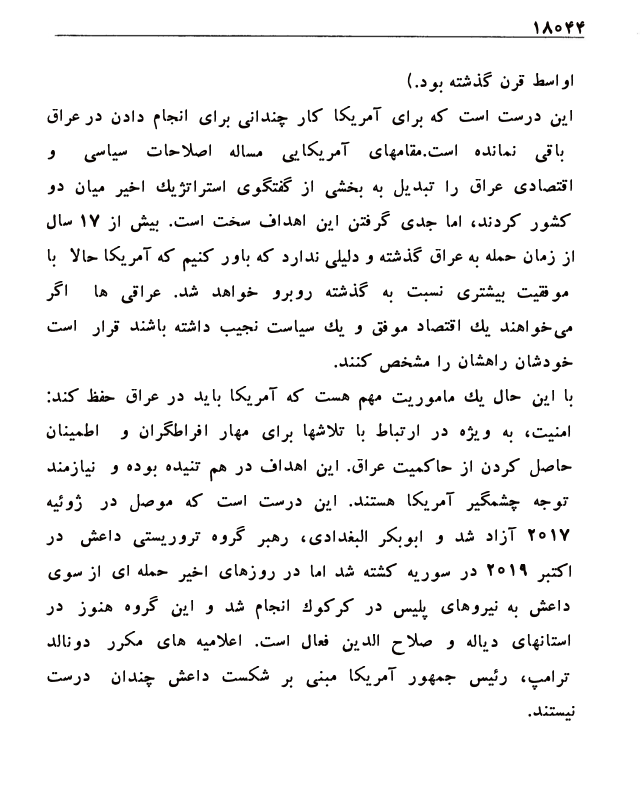 ۱۸۰۴۴
اواسط قرن گذشته بود.)
این درست است که برای آمریکا کار چندانی برای انجام دادن در عراق
باقی نمانده است.مقامهای آمریکایی مساله اصلاحات سیاسی و
اقتصادی عراق را تبدیل به بخشی از گفتگوی استراتژیك اخیر میان دو
کشور کردند، اما جدی گرفتن این اهداف سخت است. بیش از ۱۷ سال
از زمان حمله به عراق گذشته و دلیلی ندارد که باور کنیم که آمریکا حالا با
موفقیت بیشتری نسبت به گذشته روبرو خواهد شد. عراقی ها اگر
می‌خواهند یك اقتصاد موفق و یك سیاست نجیب داشته باشند قرار است
خودشان راهشان را مشخص کنند.
با این حال یك ماموریت مهم هست که آمریکا باید در عراق حفظ کند:
امنیت، به ویژه در ارتباط با تلاشها برای مهار افراطگران و اطمینان
حاصل کردن از حاکمیت عراق. این اهداف در هم تنیده بوده و نیازمند
توجه چشمگیر آمریکا هستند. این درست است که موصل در ژوئیه
۲۰۱۷ آزاد شد و ابوبکر البغدادی، رهبر گروه تروریستی داعش در
اکتبر ۲۰۱۹ در سوریه کشته شد اما در روزهای اخیر حمله ای از سوی
داعش به نیروهای پلیس در کرکوك انجام شد و این گروه هنوز در
استانهای دیاله و صلاح الدین فعال است. اعلامیه های مکرر دونالد
ترامپ، رئیس جمهور آمریکا مبنی بر شکست داعش چندان درست
نیستند.